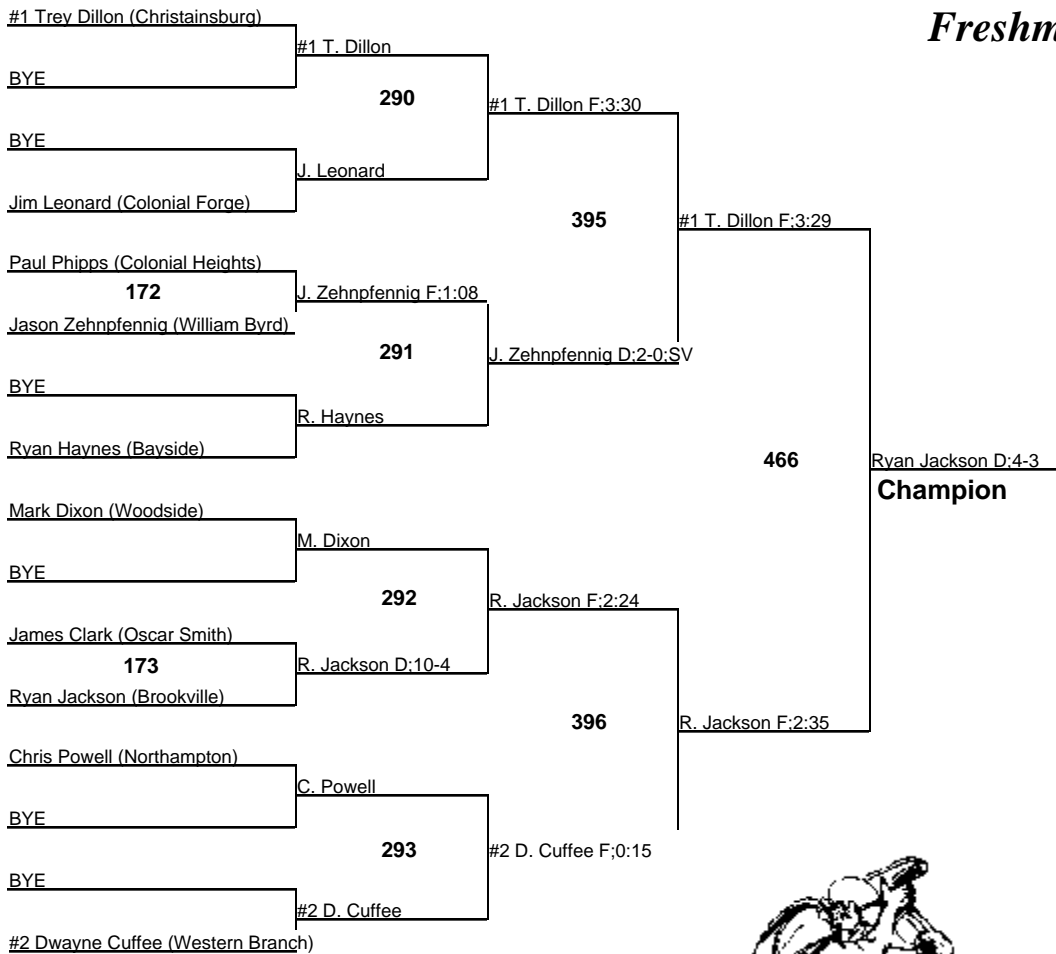 #1 Trey Dillon (Christainsburg)
Freshm
#1 T. Dillon
BYE
290
#1 T. Dillon F;3:30
BYE
J. Leonard
Jim Leonard (Colonial Forge)
395
#1 T. Dillon F;3:29
Paul Phipps (Colonial Heights)
172
J. Zehnpfennig F;1:08
Jason Zehnpfennig (William Byrd)
291
J. Zehnpfennig D;2-0;SV
BYE
R. Haynes
Ryan Haynes (Bayside)
466
Ryan Jackson D;4-3
Champion
Mark Dixon (Woodside)
M. Dixon
BYE
292
R. Jackson F;2:24
James Clark (Oscar Smith)
173
R. Jackson D;10-4
Ryan Jackson (Brookville)
396
R. Jackson F;2:35
Chris Powell (Northampton)
C. Powell
BYE
293
#2 D. Cuffee F;0:15
BYE
#2 D. Cuffee
#2 Dwayne Cuffee (Western Branch)